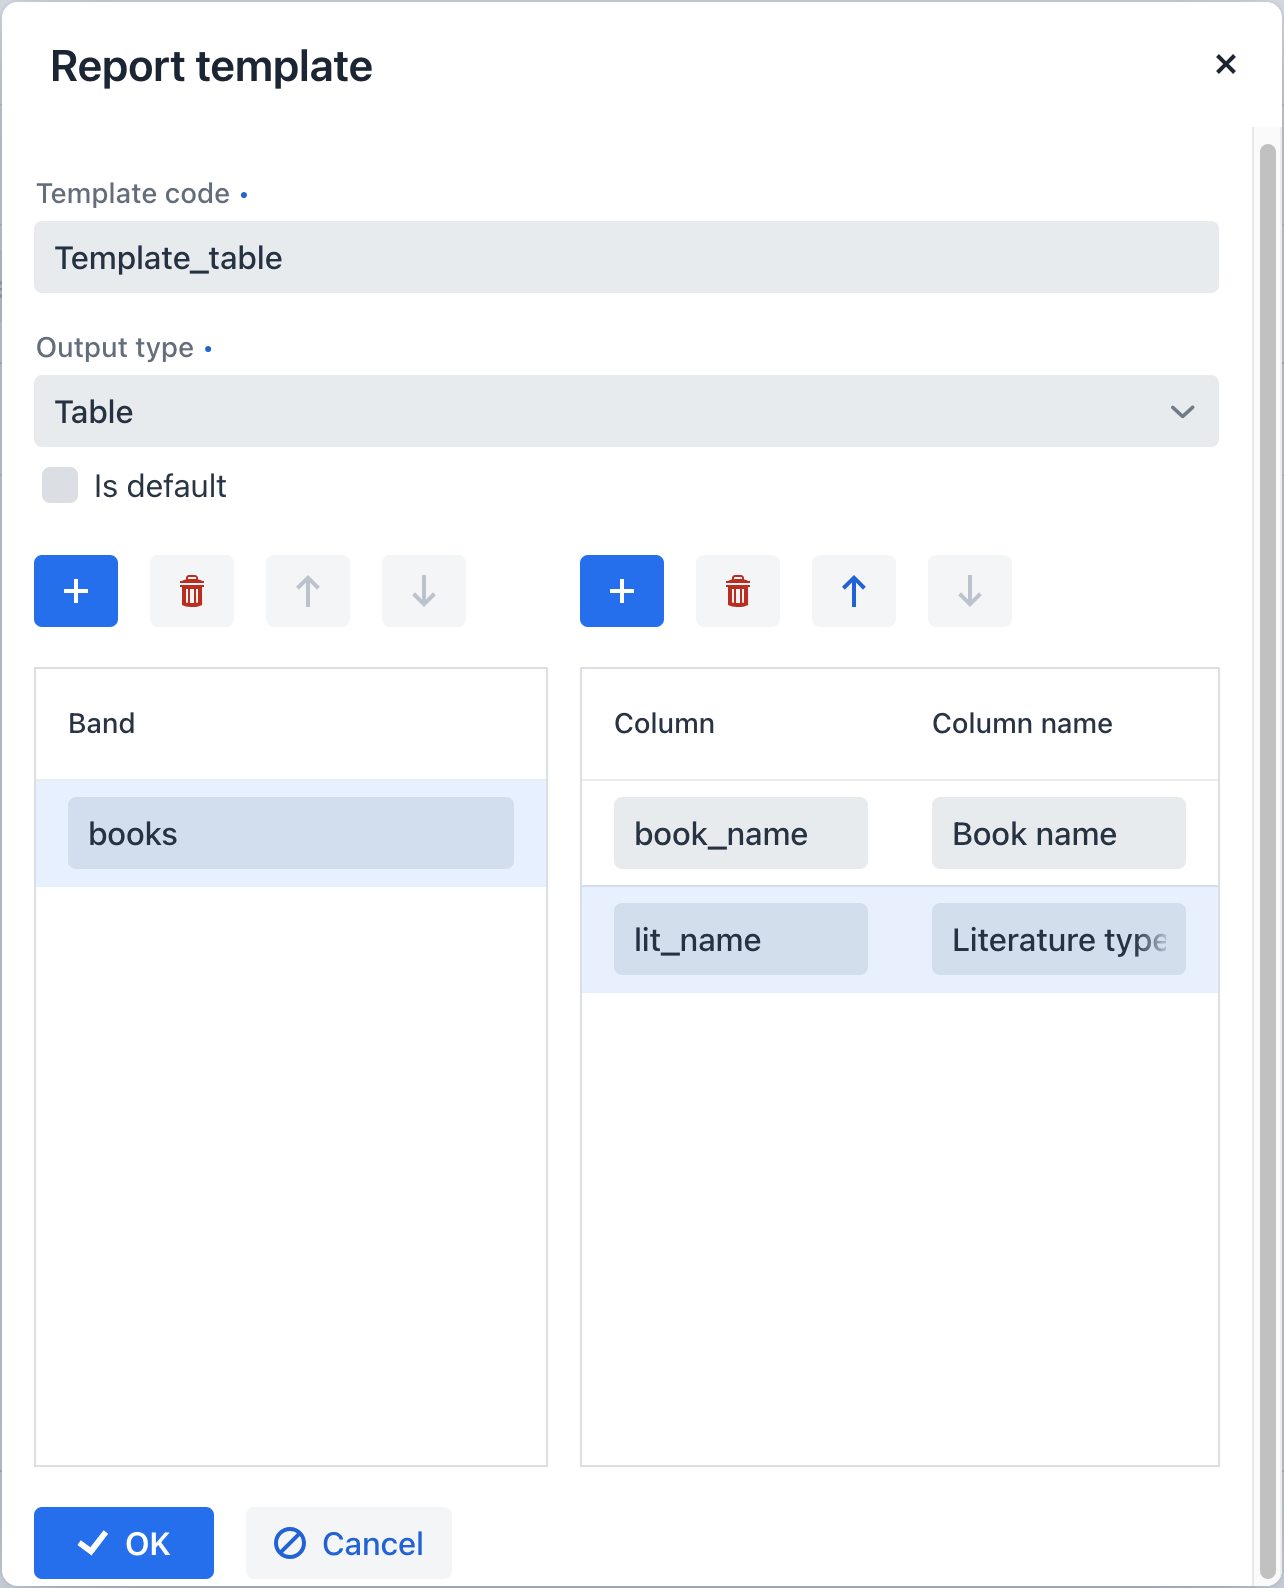 Report template
Template code
Template_table
Output type
Table
Is default
Band
Column
Column name
books
book_name
Book name
lit_name
Literature type
OK
Cancel